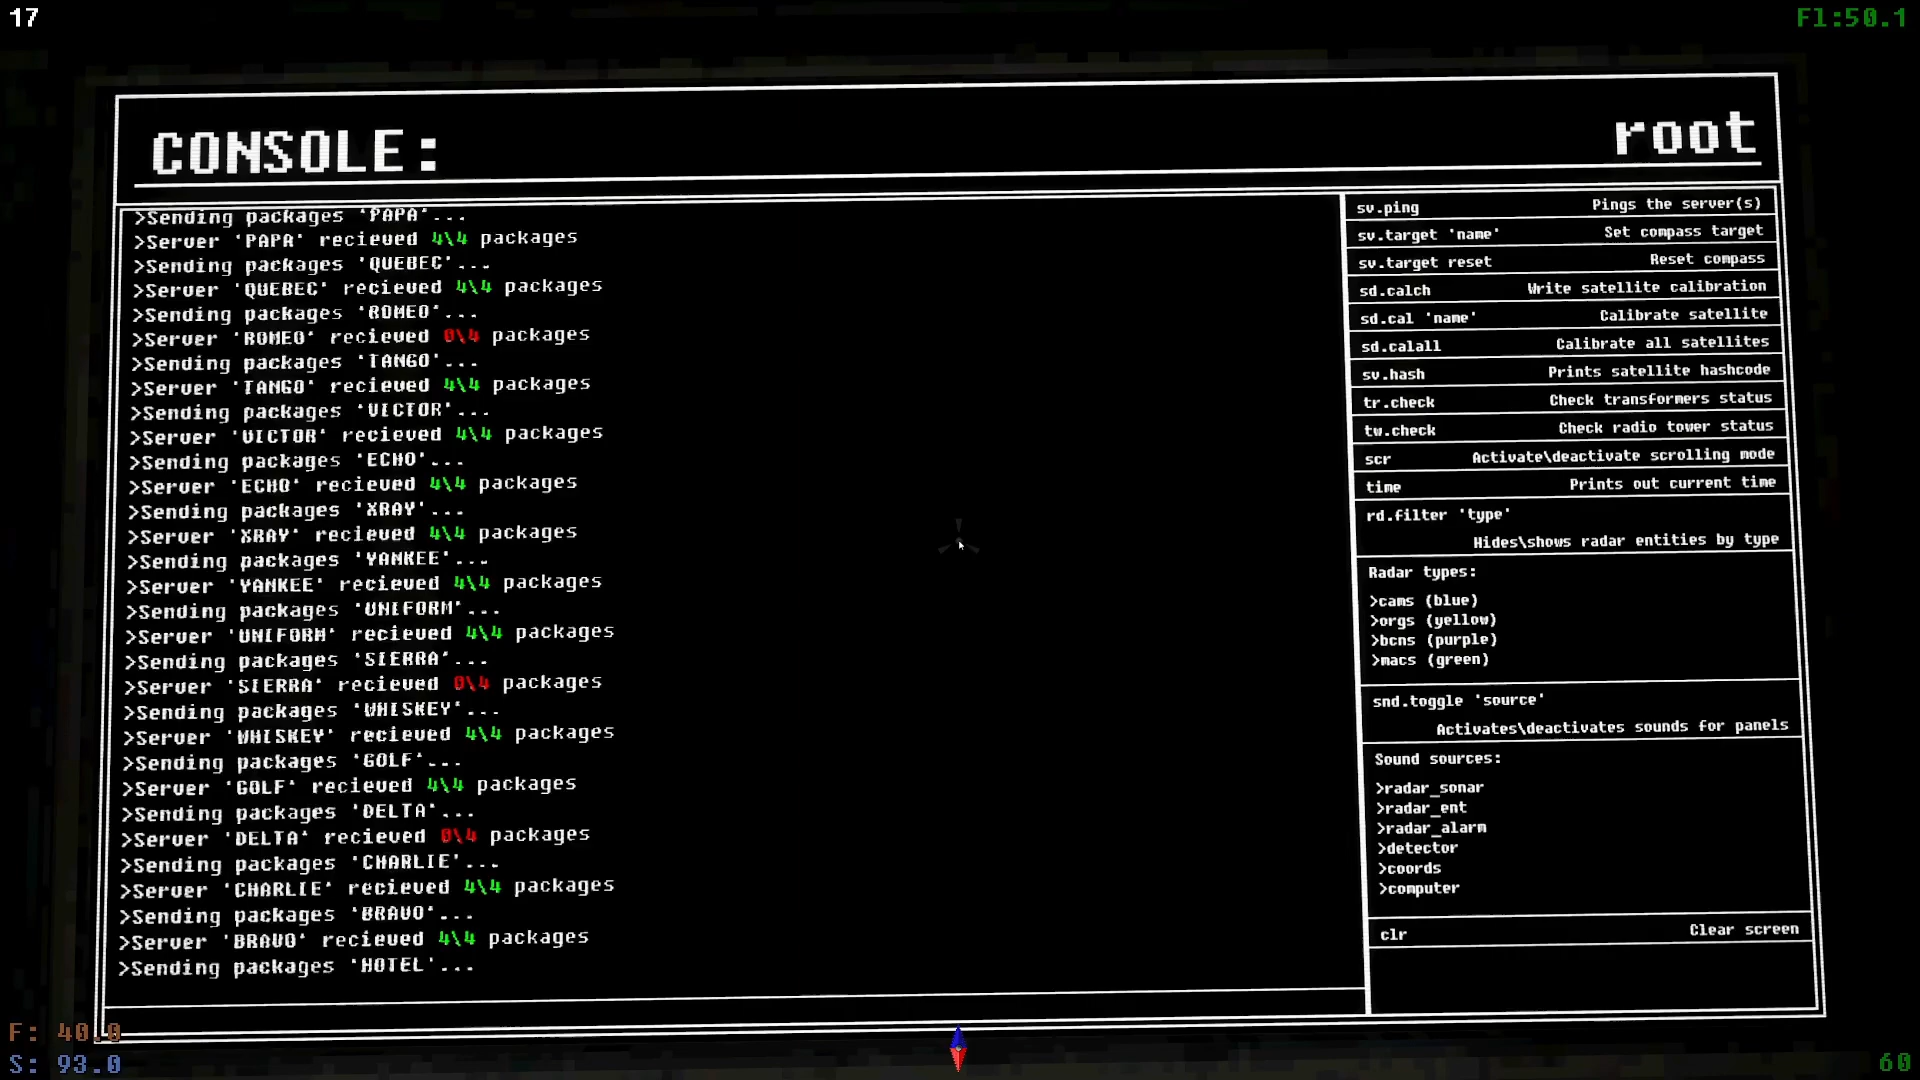 17
Fl:50.1
CONSOLE:
root
>Sending packages 'PAPA'...
>Server 'PAPA' recieved 4\4 packages
>Sending packages 'QUEBEC'...
>Server 'QUEBEC' recieved 4\4 packages
>Sending packages 'ROMEO'...
>Server 'ROMEO' recieved 0\4 packages
>Sending packages 'TANGO'...
>Server 'TANGO' recieved 4\4 packages
>Sending packages 'VICTOR'...
>Server 'VICTOR' recieved 4\4 packages
>Sending packages 'ECHO'...
>Server 'ECHO' recieved 4\4 packages
>Sending packages 'XRAY'...
>Server 'XRAY' recieved 4\4 packages
>Sending packages 'YANKEE'...
>Server 'YANKEE' recieved 4\4 packages
>Sending packages 'UNIFORM'...
>Server 'UNIFORM' recieved 4\4 packages
>Sending packages 'SIERRA'...
>Server 'SIERRA' recieved 0\4 packages
>Sending packages 'WHISKEY'...
>Server 'WHISKEY' recieved 4\4 packages
>Sending packages 'GOLF'...
>Server 'GOLF' recieved 4\4 packages
>Sending packages 'DELTA'...
>Server 'DELTA' recieved 0\4 packages
>Sending packages 'CHARLIE'...
>Server 'CHARLIE' recieved 4\4 packages
>Sending packages 'BRAVO'...
>Server 'BRAVO' recieved 4\4 packages
>Sending packages 'HOTEL'...
sv.ping Pings the server(s)
sv.target 'name' Set compass target
sv.target reset Reset compass
sd.calch Write satellite calibration
sd.cal 'name' Calibrate satellite
sd.calall Calibrate all satellites
sv.hash Prints satellite hashcode
tr.check Check transformers status
tw.check Check radio tower status
scr Activate\deactivate scrolling mode
time Prints out current time
rd.filter 'type'
Hides\shows radar entities by type
Radar types:
>cams (blue)
>orgs (yellow)
>bcns (purple)
>macs (green)
snd.toggle 'source'
Activates\deactivates sounds for panels
Sound sources:
>radar_sonar
>radar_ent
>radar_alarm
>detector
>coords
>computer
clr Clear screen
F: 40.0
S: 93.0
60